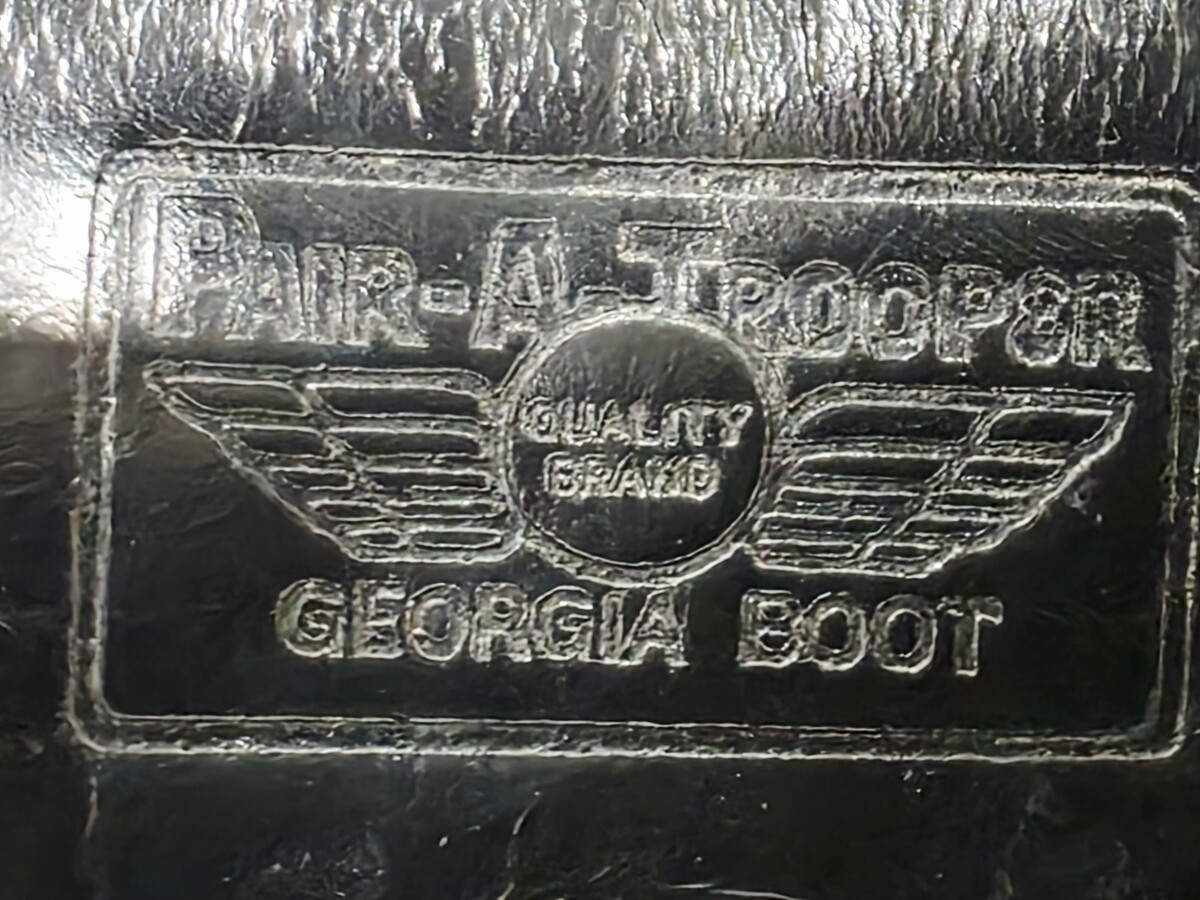 PAIR-A-TROOPER
QUALITY
BRAND
GEORGIA BOOT